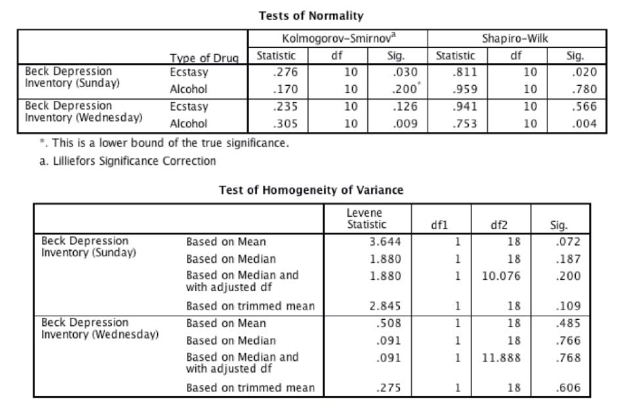 Tests of Normality
Kolmogorov-Smirnovª Shapiro-Wilk
Type of Drug Statistic df Sig. Statistic df Sig.
Beck Depression Inventory (Sunday) Ecstasy .276 10 .030 .811 10 .020
Alcohol .170 10 .200* .959 10 .780
Beck Depression Inventory (Wednesday) Ecstasy .235 10 .126 .941 10 .566
Alcohol .305 10 .009 .753 10 .004
*. This is a lower bound of the true significance.
a. Lilliefors Significance Correction
Test of Homogeneity of Variance
Levene Statistic df1 df2 Sig.
Beck Depression Inventory (Sunday) Based on Mean 3.644 1 18 .072
Based on Median 1.880 1 18 .187
Based on Median and with adjusted df 1.880 1 10.076 .200
Based on trimmed mean 2.845 1 18 .109
Beck Depression Inventory (Wednesday) Based on Mean .508 1 18 .485
Based on Median .091 1 18 .766
Based on Median and with adjusted df .091 1 11.888 .768
Based on trimmed mean .275 1 18 .606